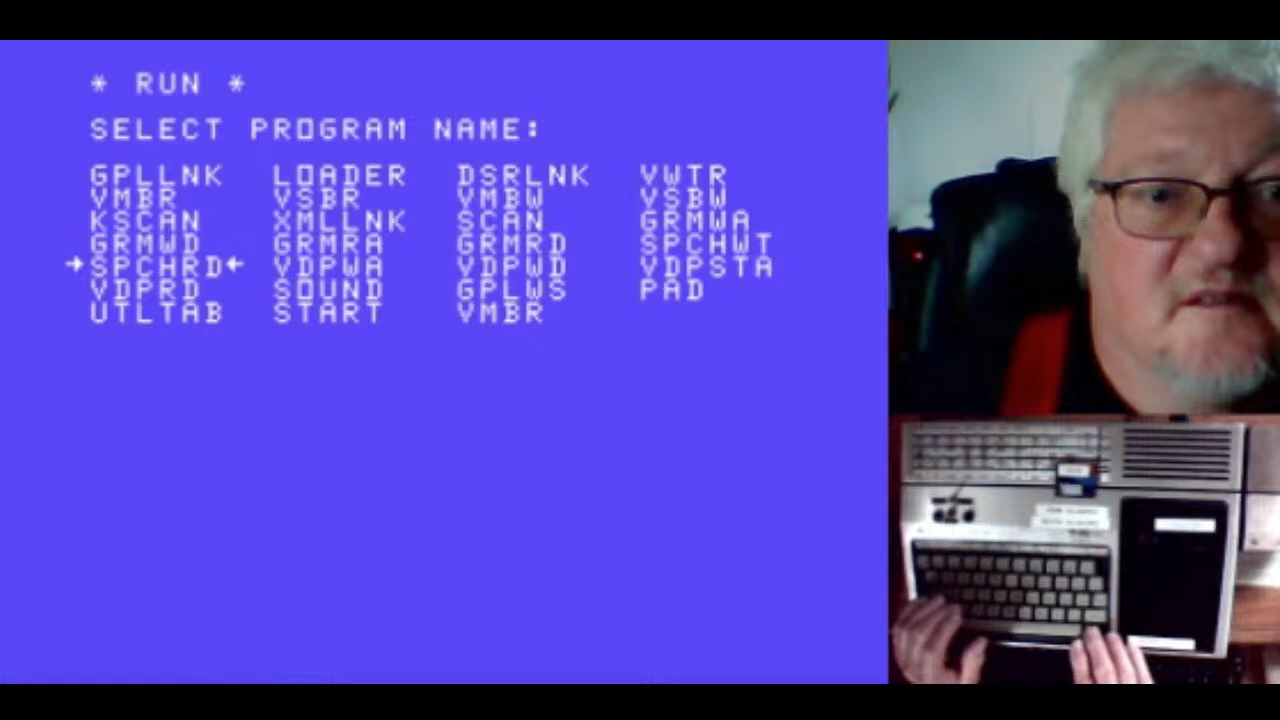 * RUN *
SELECT PROGRAM NAME:
GPLLNK LOADER DSRLNK VWTR
VMBR VSBR VMBW VSBW
KSCAN XMLLNK SCAN GRMWA
GRMWD GRMRA GRMRD SPCHWT
→SPCHRD← VDPWA VDPWD VDPSTA
VDPRD SOUND GPLWS PAD
UTLTAB START VMBR